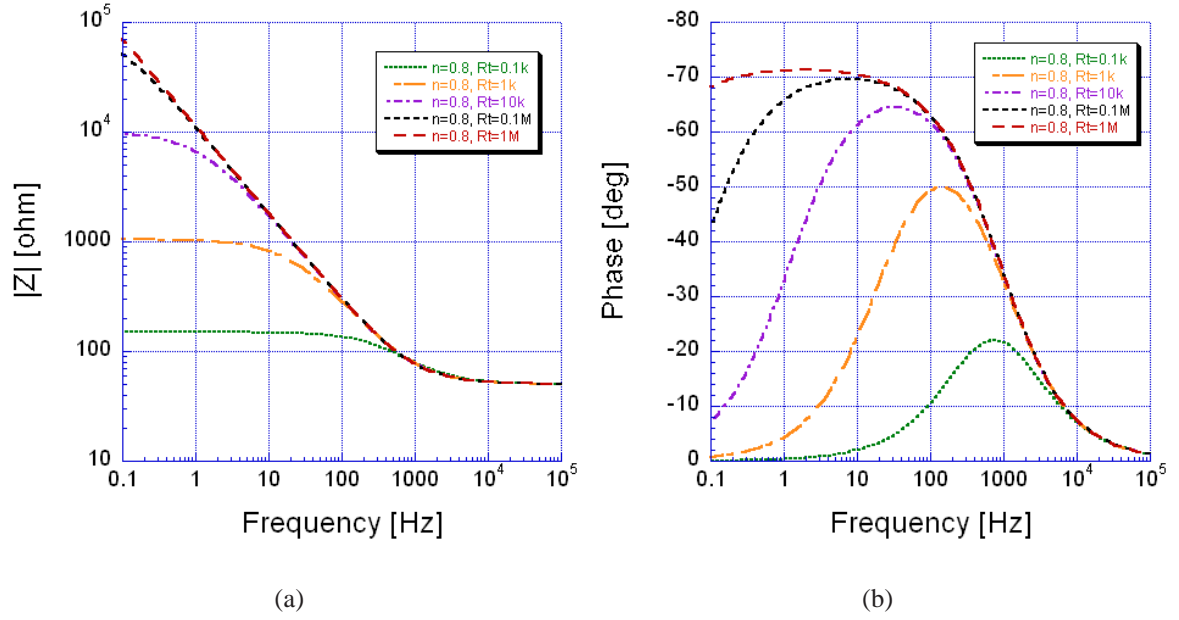 10^5
10^4
1000
100
10
|Z| [ohm]
n=0.8, Rt=0.1k
n=0.8, Rt=1k
n=0.8, Rt=10k
n=0.8, Rt=0.1M
n=0.8, Rt=1M
0.1 1 10 100 1000 10^4 10^5
Frequency [Hz]
(a)
-80
-70
-60
-50
-40
-30
-20
-10
0
Phase [deg]
n=0.8, Rt=0.1k
n=0.8, Rt=1k
n=0.8, Rt=10k
n=0.8, Rt=0.1M
n=0.8, Rt=1M
0.1 1 10 100 1000 10^4 10^5
Frequency [Hz]
(b)